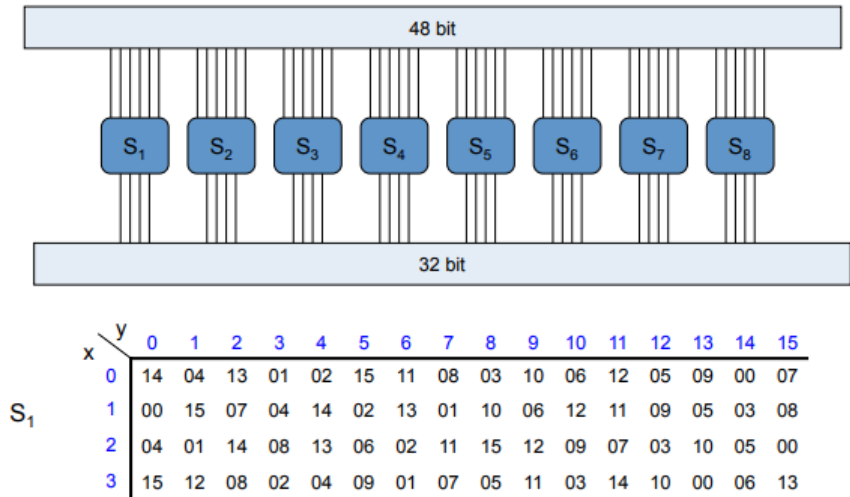 48 bit
S₁ S₂ S₃ S₄ S₅ S₆ S₇ S₈
32 bit
y
x 0 1 2 3 4 5 6 7 8 9 10 11 12 13 14 15
0 14 04 13 01 02 15 11 08 03 10 06 12 05 09 00 07
S₁ 1 00 15 07 04 14 02 13 01 10 06 12 11 09 05 03 08
2 04 01 14 08 13 06 02 11 15 12 09 07 03 10 05 00
3 15 12 08 02 04 09 01 07 05 11 03 14 10 00 06 13